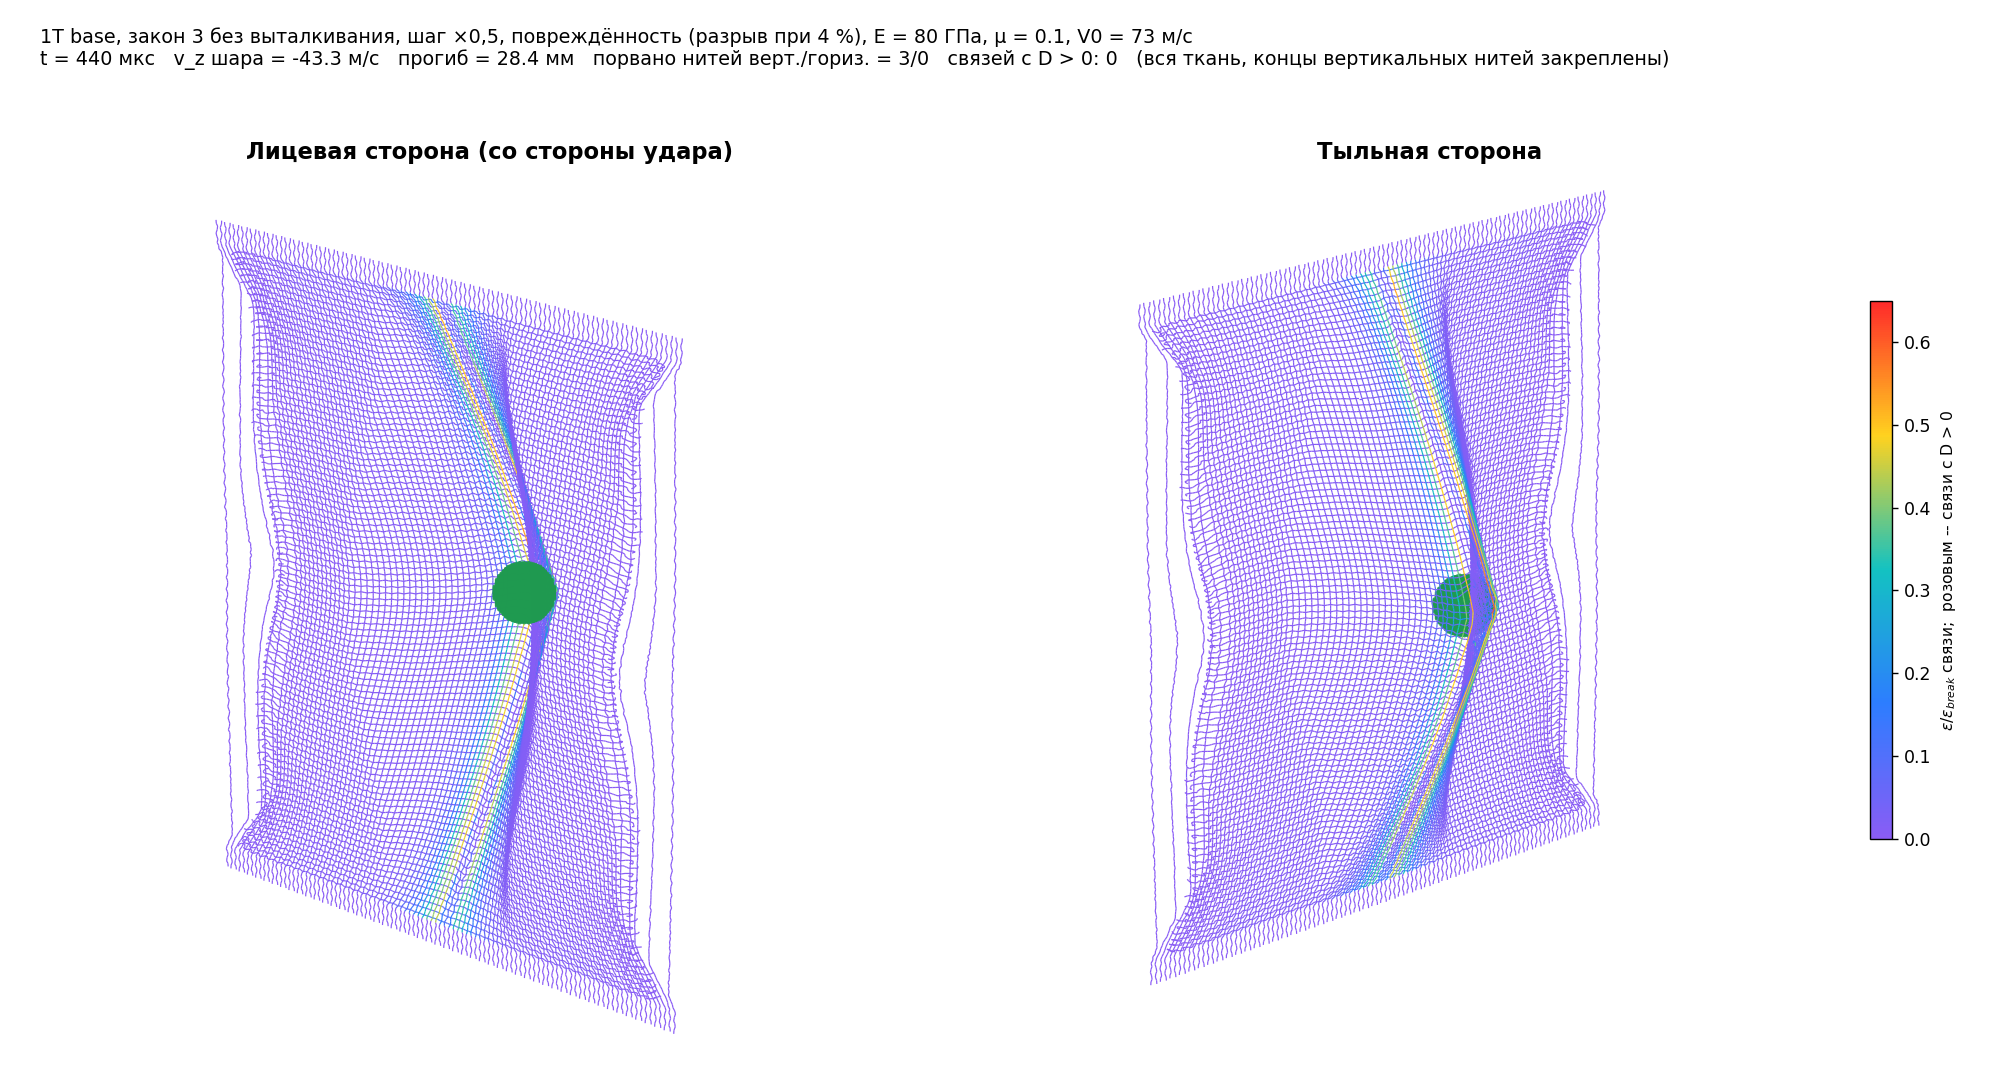 1T base, закон 3 без выталкивания, шаг ×0,5, повреждённость (разрыв при 4 %), E = 80 ГПа, μ = 0.1, V0 = 73 м/с
t = 440 мкс   v_z шара = -43.3 м/с   прогиб = 28.4 мм   порвано нитей верт./гориз. = 3/0   связей с D > 0: 0   (вся ткань, концы вертикальных нитей закреплены)
Лицевая сторона (со стороны удара)
Тыльная сторона
0.6
0.5
0.4
0.3
0.2
0.1
0.0
ε/ε_break связи;  розовым -- связи с D > 0